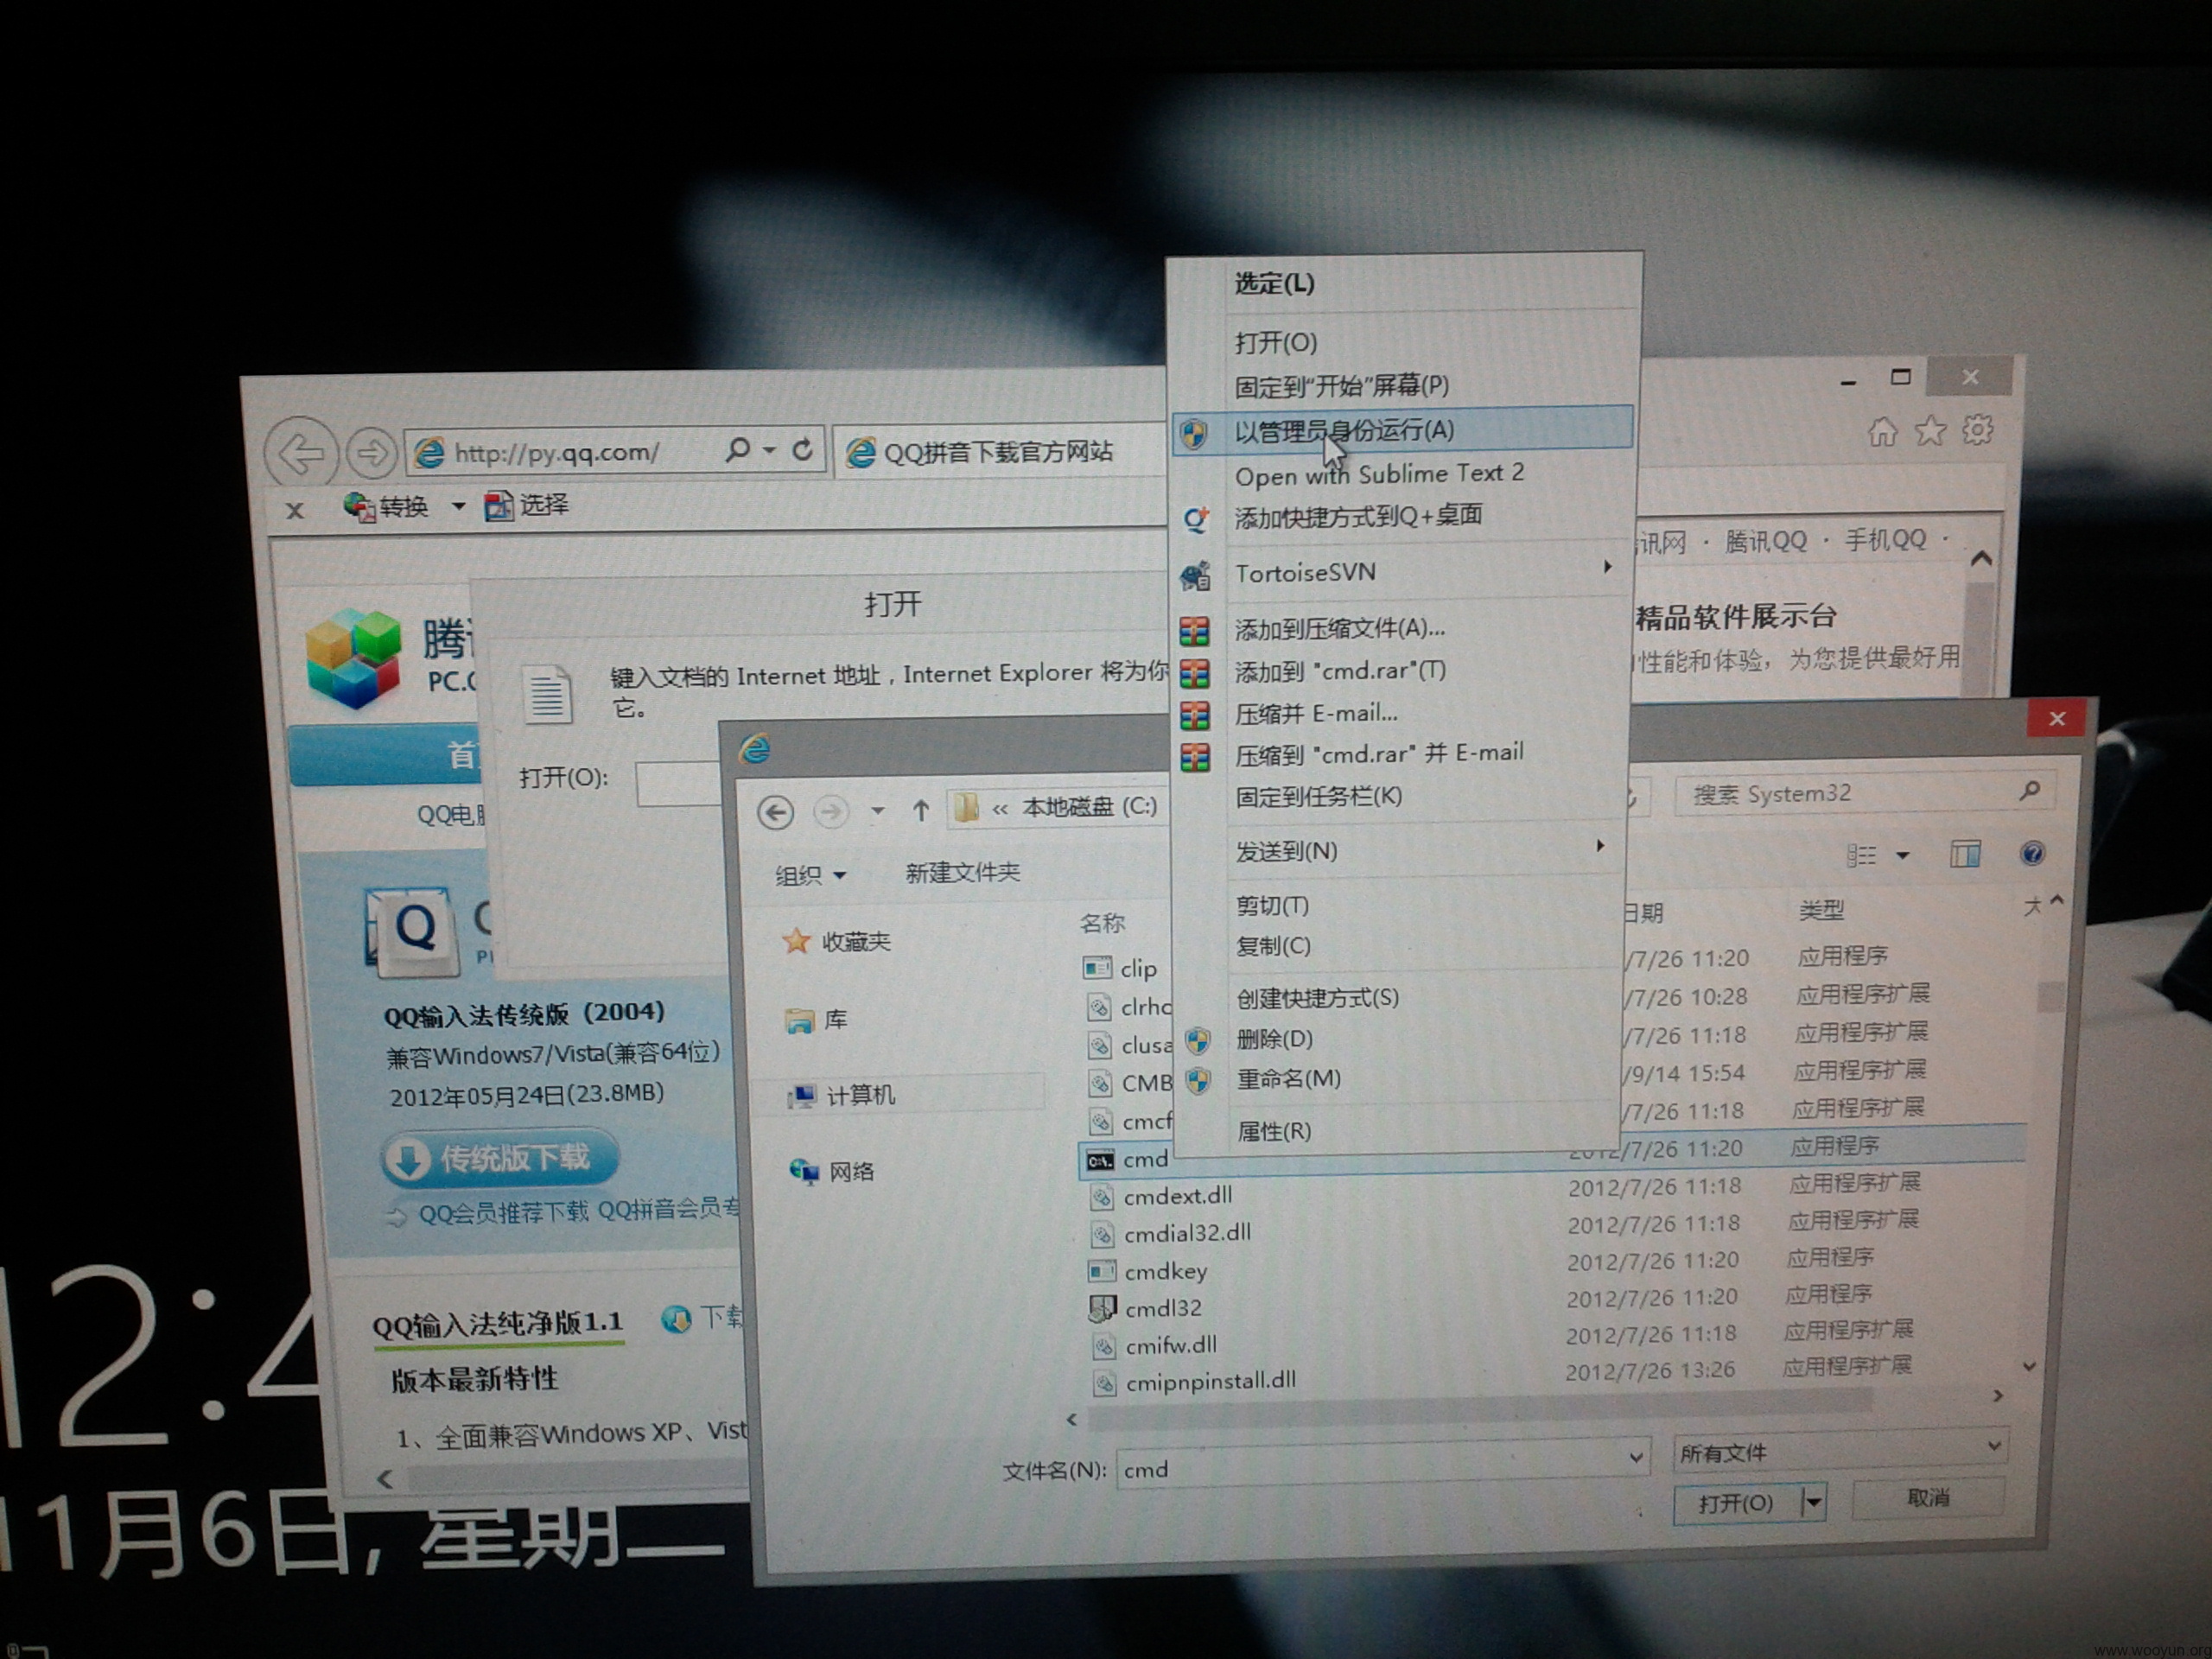 选定(L)
打开(O)
固定到"开始"屏幕(P)
以管理员身份运行(A)
Open with Sublime Text 2
添加快捷方式到Q+桌面
TortoiseSVN
添加到压缩文件(A)...
添加到 "cmd.rar"(T)
压缩并 E-mail...
压缩到 "cmd.rar" 并 E-mail
固定到任务栏(K)
发送到(N)
剪切(T)
复制(C)
创建快捷方式(S)
删除(D)
重命名(M)
属性(R)
http://py.qq.com/
QQ拼音下载官方网站
x 转换 选择
讯网 · 腾讯QQ · 手机QQ ·
精品软件展示台
性能和体验，为您提供最好用
腾讯
PC.
打开
键入文档的 Internet 地址，Internet Explorer 将为你
它。
打开(O):
首
QQ电脑
QQ输入法传统版（2004）
兼容Windows7/Vista(兼容64位)
2012年05月24日(23.8MB)
传统版下载
QQ会员推荐下载 QQ拼音会员专
QQ输入法纯净版1.1 下载
版本最新特性
1、全面兼容Windows XP、Vist
« 本地磁盘 (C:)
搜索 System32
组织 新建文件夹
收藏夹
库
计算机
网络
名称 日期 类型 大
clip /7/26 11:20 应用程序
clrhc /7/26 10:28 应用程序扩展
clusa /7/26 11:18 应用程序扩展
CMB /9/14 15:54 应用程序扩展
cmcf /7/26 11:18 应用程序扩展
cmd 2012/7/26 11:20 应用程序
cmdext.dll 2012/7/26 11:18 应用程序扩展
cmdial32.dll 2012/7/26 11:18 应用程序扩展
cmdkey 2012/7/26 11:20 应用程序
cmdl32 2012/7/26 11:20 应用程序
cmifw.dll 2012/7/26 11:18 应用程序扩展
cmipnpinstall.dll 2012/7/26 13:26 应用程序扩展
文件名(N): cmd
所有文件
打开(O) 取消
12:4
11月6日, 星期二
www.wooyun.org